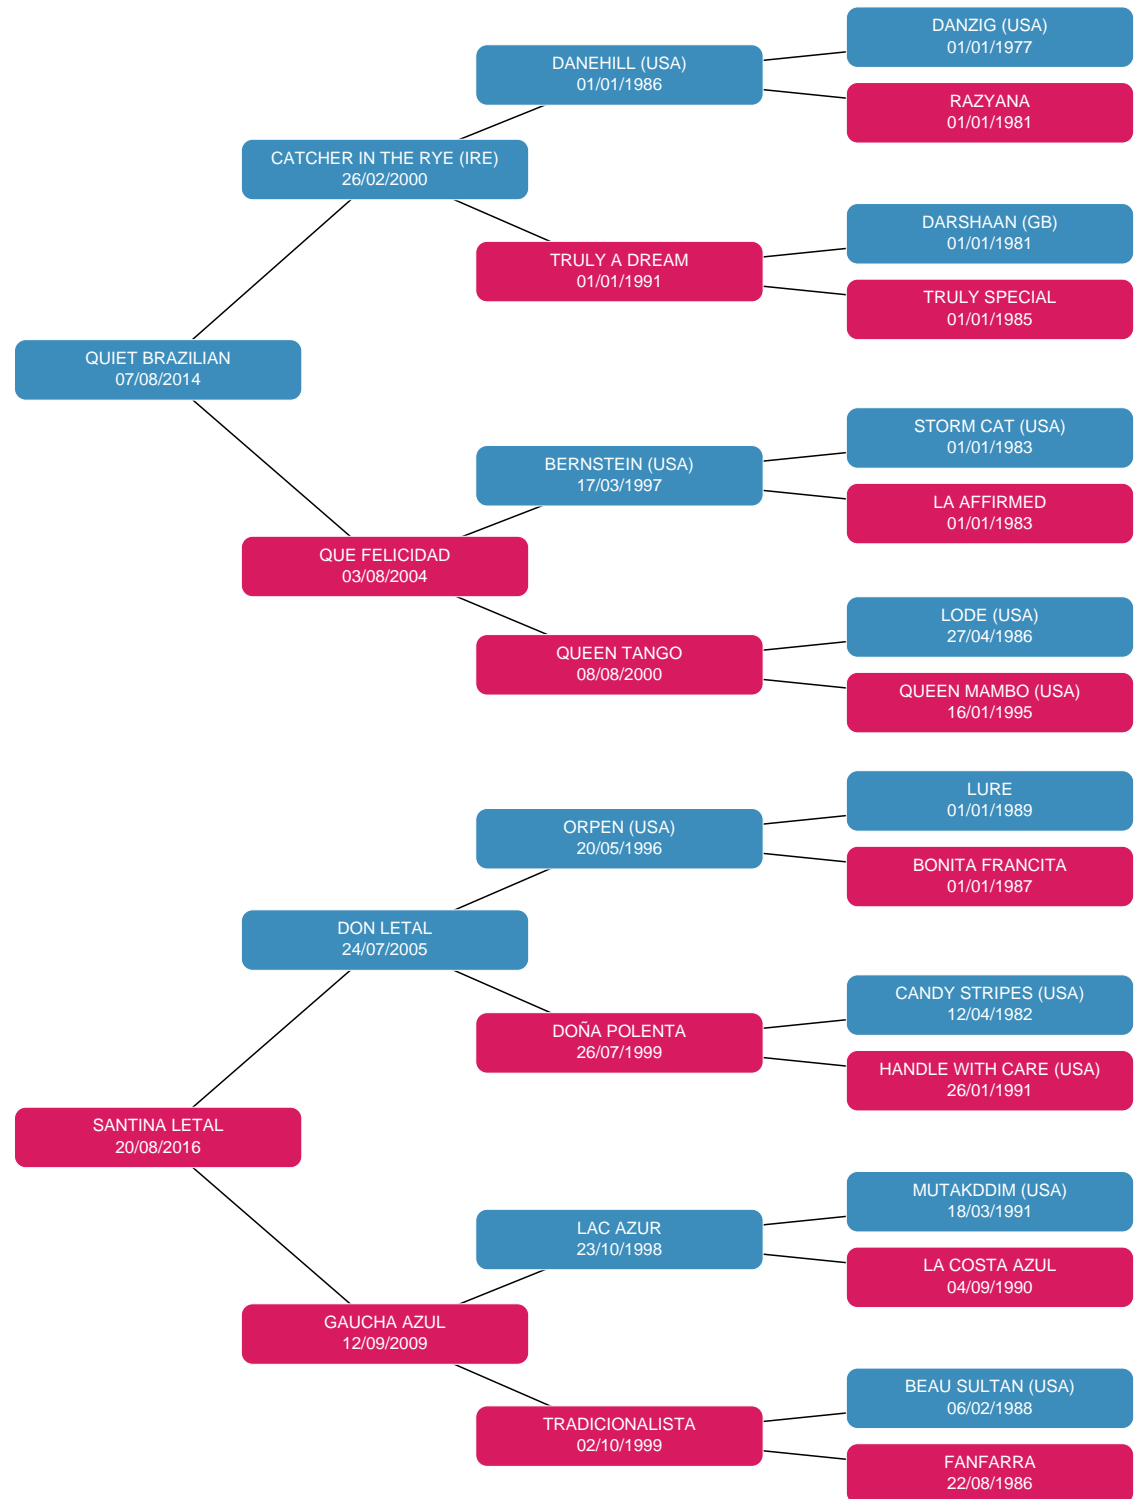 DANZIG (USA)
01/01/1977
DANEHILL (USA)
01/01/1986
RAZYANA
01/01/1981
CATCHER IN THE RYE (IRE)
26/02/2000
DARSHAAN (GB)
01/01/1981
TRULY A DREAM
01/01/1991
TRULY SPECIAL
01/01/1985
QUIET BRAZILIAN
07/08/2014
STORM CAT (USA)
01/01/1983
BERNSTEIN (USA)
17/03/1997
LA AFFIRMED
01/01/1983
QUE FELICIDAD
03/08/2004
LODE (USA)
27/04/1986
QUEEN TANGO
08/08/2000
QUEEN MAMBO (USA)
16/01/1995
LURE
01/01/1989
ORPEN (USA)
20/05/1996
BONITA FRANCITA
01/01/1987
DON LETAL
24/07/2005
CANDY STRIPES (USA)
12/04/1982
DOÑA POLENTA
26/07/1999
HANDLE WITH CARE (USA)
26/01/1991
SANTINA LETAL
20/08/2016
MUTAKDDIM (USA)
18/03/1991
LAC AZUR
23/10/1998
LA COSTA AZUL
04/09/1990
GAUCHA AZUL
12/09/2009
BEAU SULTAN (USA)
06/02/1988
TRADICIONALISTA
02/10/1999
FANFARRA
22/08/1986